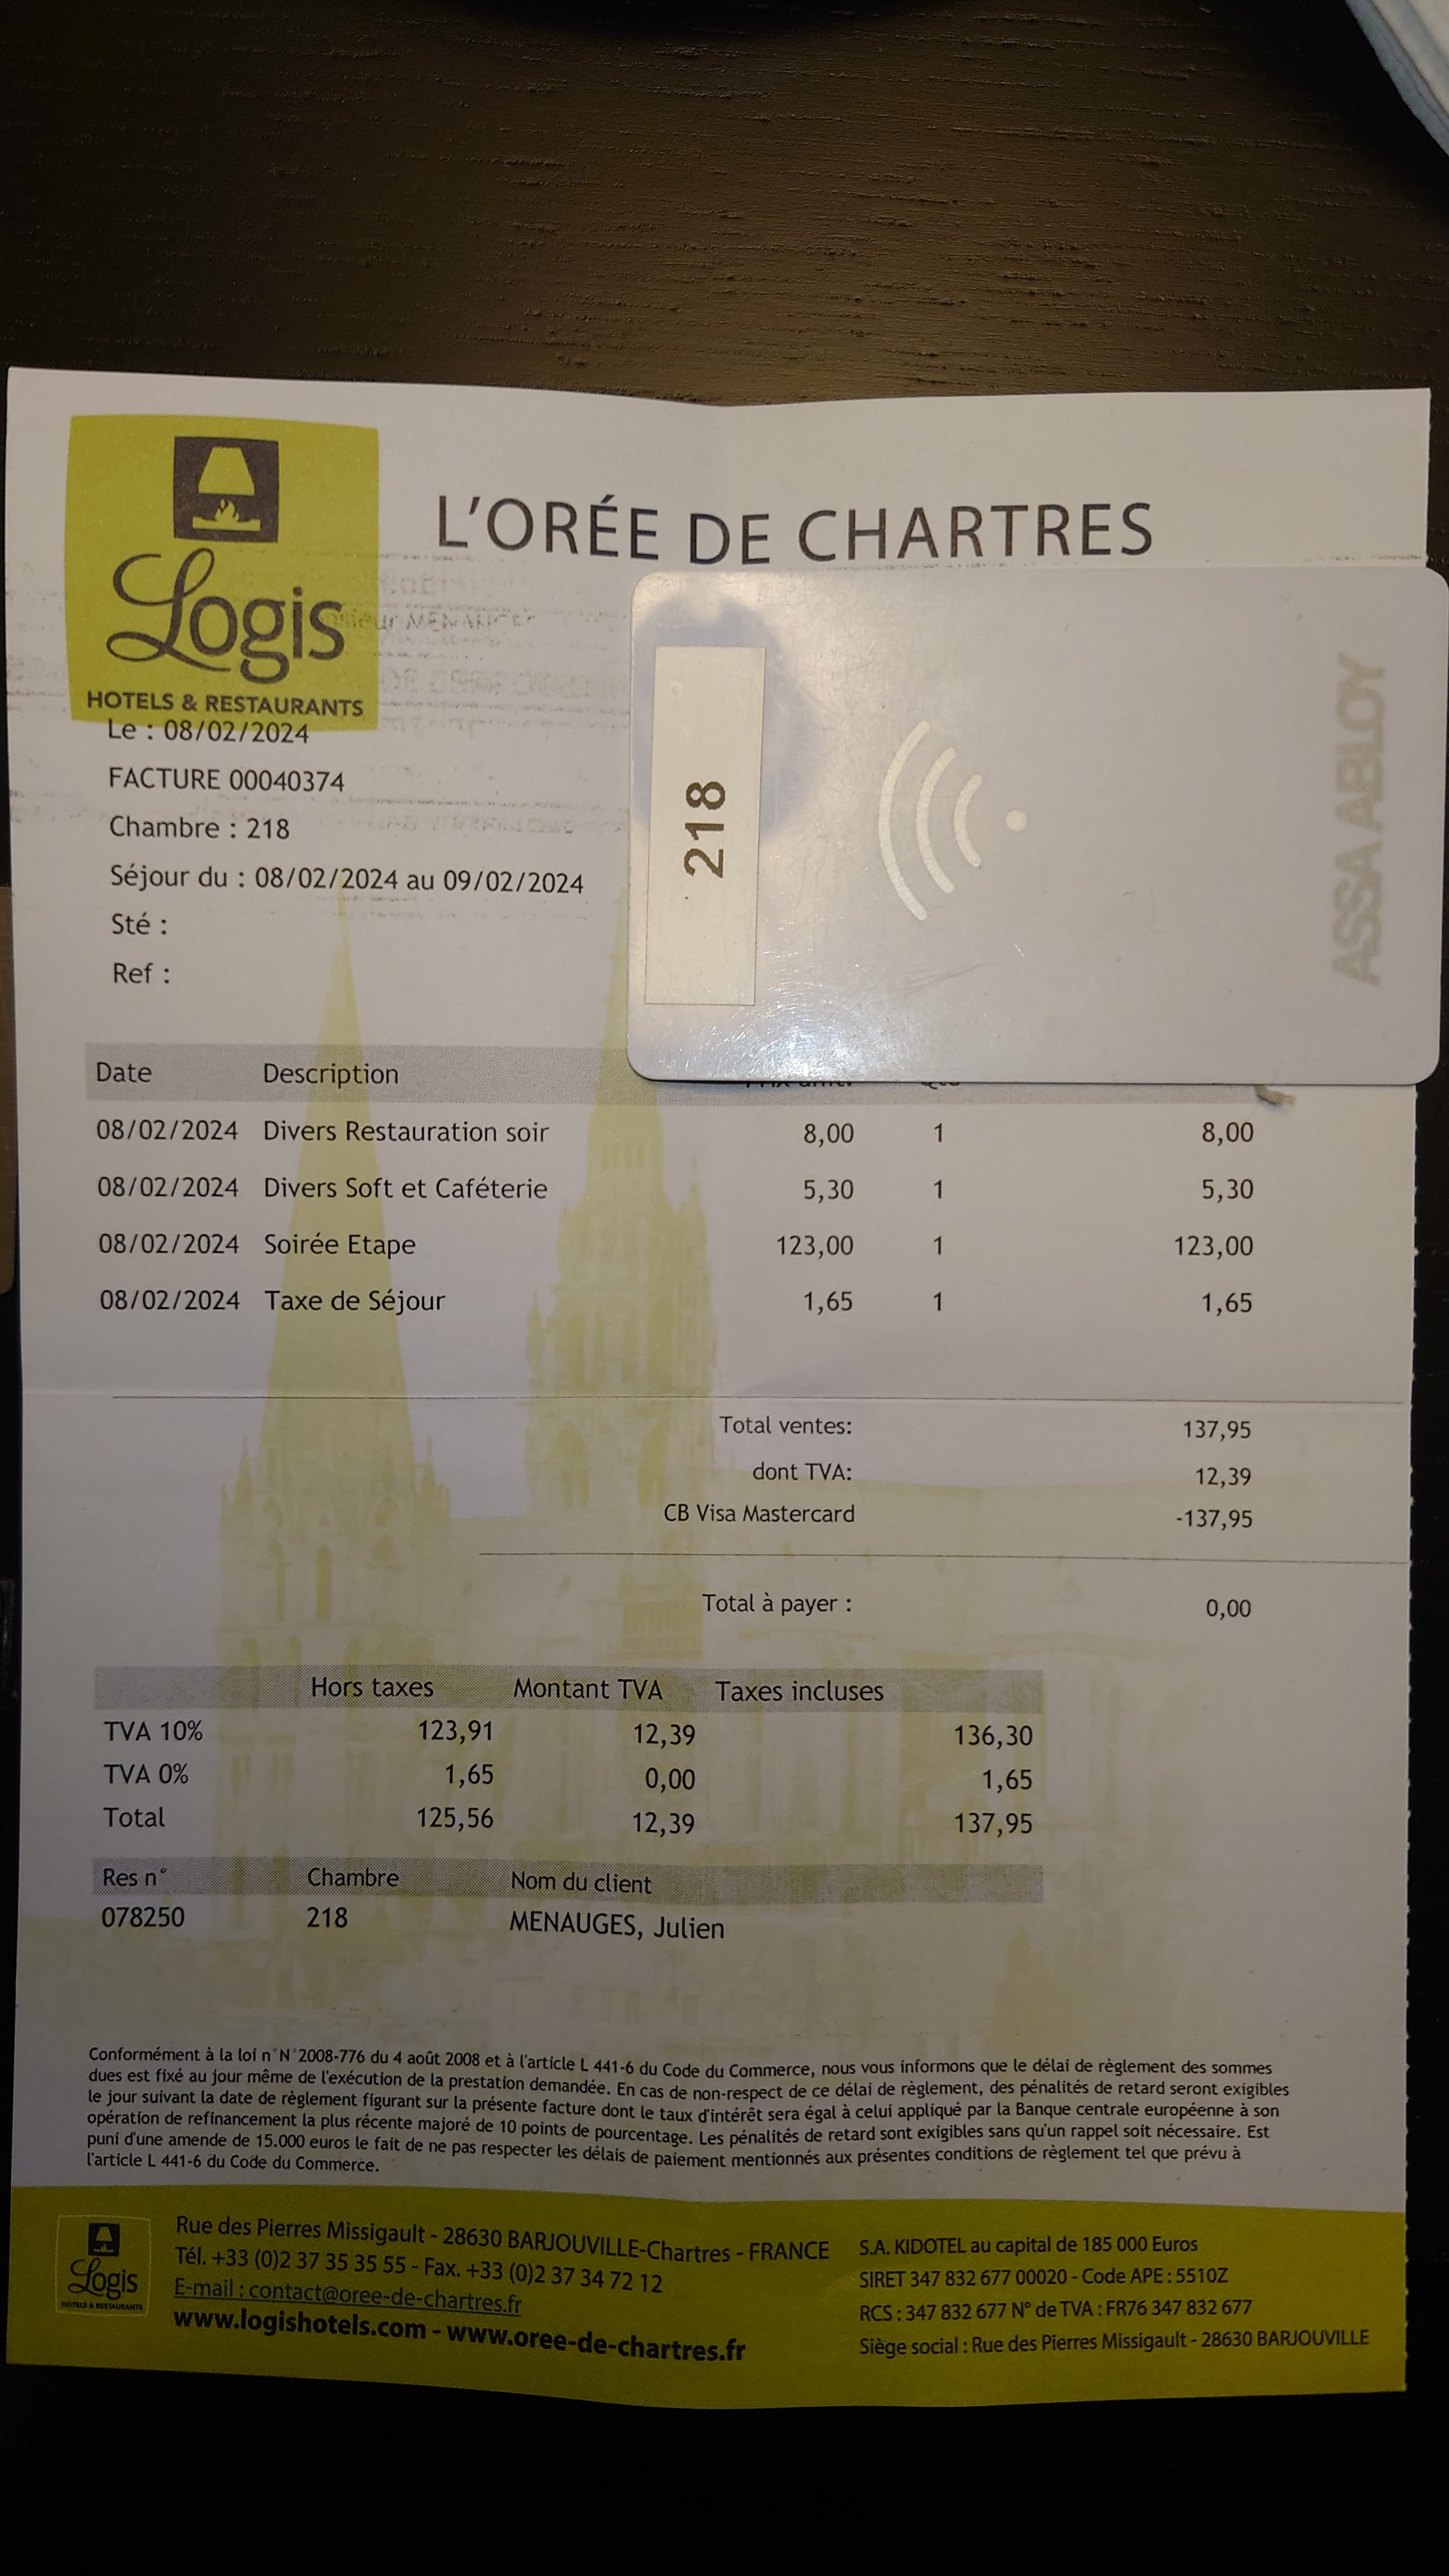 L'ORÉE DE CHARTRES
Logis
HOTELS & RESTAURANTS
Le : 08/02/2024
FACTURE 00040374
Chambre : 218
Séjour du : 08/02/2024 au 09/02/2024
Sté :
Ref :
218
ASSA ABLOY
Date Description
08/02/2024 Divers Restauration soir 8,00 1 8,00
08/02/2024 Divers Soft et Caféterie 5,30 1 5,30
08/02/2024 Soirée Etape 123,00 1 123,00
08/02/2024 Taxe de Séjour 1,65 1 1,65
Total ventes: 137,95
dont TVA: 12,39
CB Visa Mastercard -137,95
Total à payer : 0,00
Hors taxes Montant TVA Taxes incluses
TVA 10% 123,91 12,39 136,30
TVA 0% 1,65 0,00 1,65
Total 125,56 12,39 137,95
Res n° Chambre Nom du client
078250 218 MENAUGES, Julien
Conformément à la loi n°N°2008-776 du 4 août 2008 et à l'article L 441-6 du Code du Commerce, nous vous informons que le délai de règlement des sommes
dues est fixé au jour même de l'exécution de la prestation demandée. En cas de non-respect de ce délai de règlement, des pénalités de retard seront exigibles
le jour suivant la date de règlement figurant sur la présente facture dont le taux d'intérêt sera égal à celui appliqué par la Banque centrale européenne à son
opération de refinancement la plus récente majoré de 10 points de pourcentage. Les pénalités de retard sont exigibles sans qu'un rappel soit nécessaire. Est
puni d'une amende de 15.000 euros le fait de ne pas respecter les délais de paiement mentionnés aux présentes conditions de règlement tel que prévu à
l'article L 441-6 du Code du Commerce.
Logis
HOTELS & RESTAURANTS
Rue des Pierres Missigault - 28630 BARJOUVILLE-Chartres - FRANCE
Tél. +33 (0)2 37 35 35 55 - Fax. +33 (0)2 37 34 72 12
E-mail : contact@oree-de-chartres.fr
www.logishotels.com - www.oree-de-chartres.fr
S.A. KIDOTEL au capital de 185 000 Euros
SIRET 347 832 677 00020 - Code APE : 5510Z
RCS : 347 832 677 N° de TVA : FR76 347 832 677
Siège social : Rue des Pierres Missigault - 28630 BARJOUVILLE